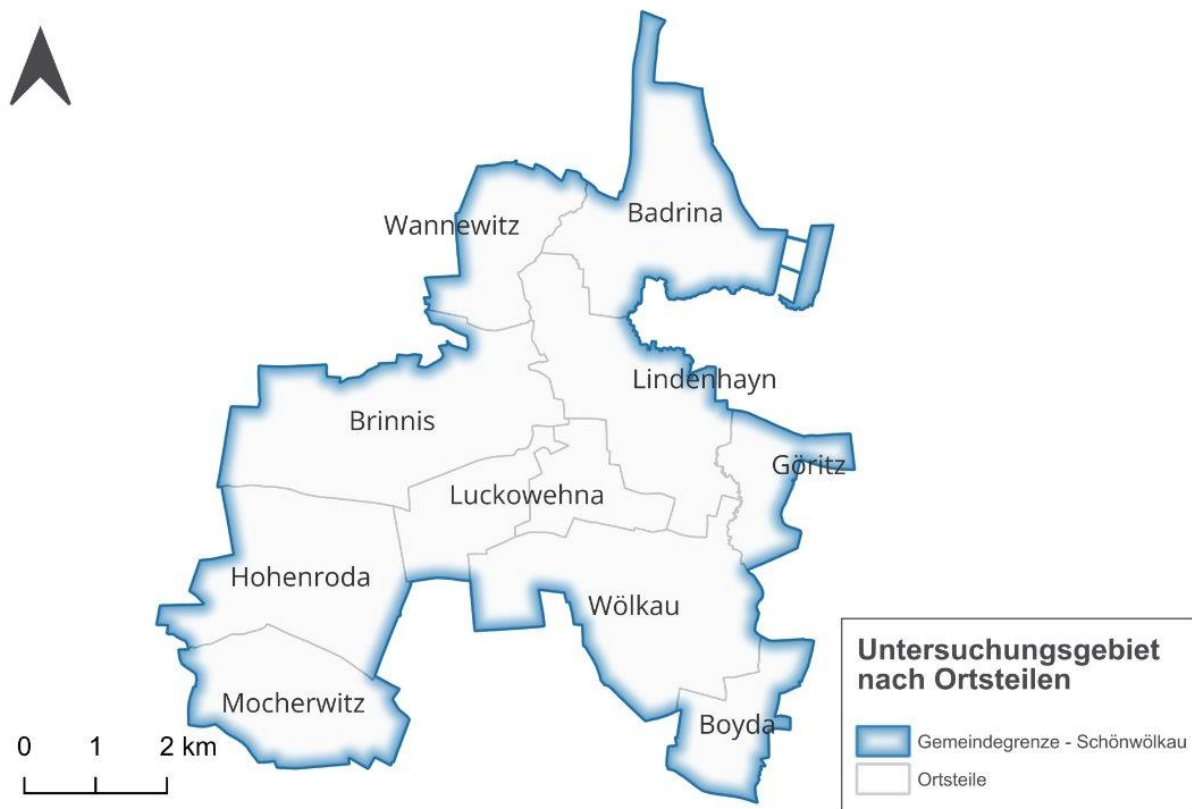 Badrina
Wannewitz
Lindenhayn
Brinnis
Göritz
Luckowehna
Hohenroda
Wölkau
Mocherwitz
Boyda
0 1 2 km
Untersuchungsgebiet
nach Ortsteilen
Gemeindegrenze - Schönwölkau
Ortsteile